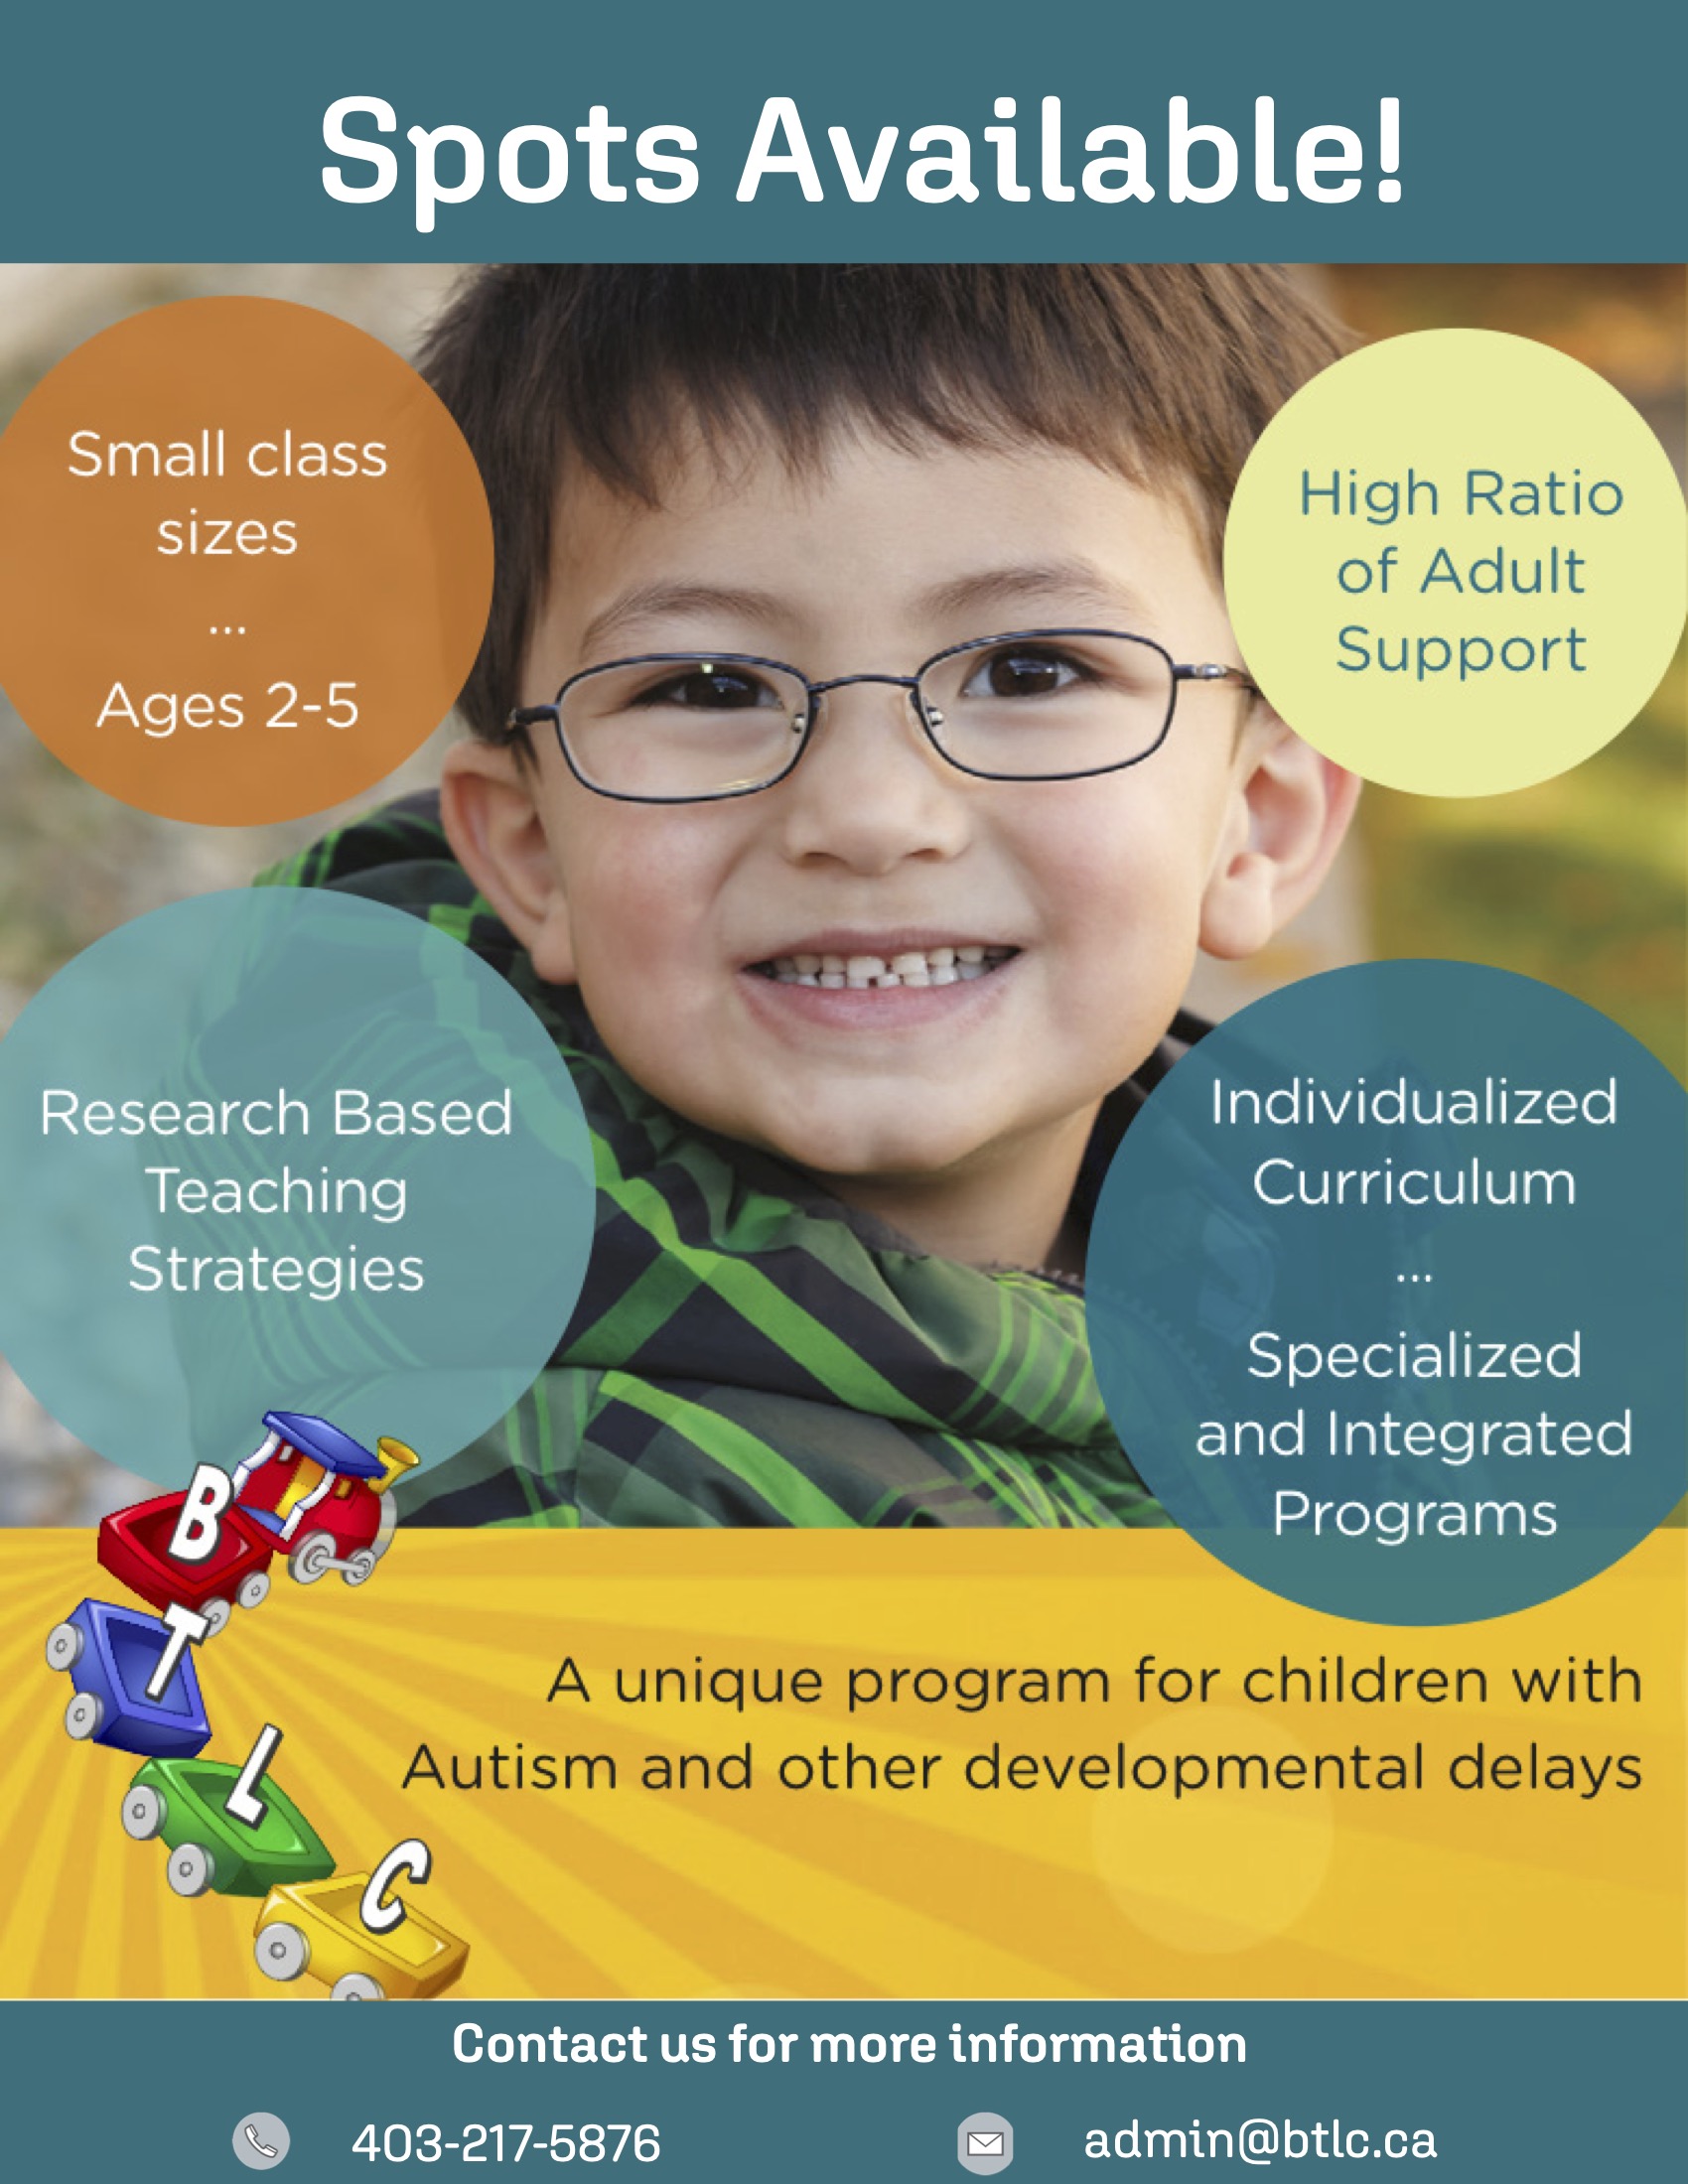 Spots Available!
Small class
sizes
...
Ages 2-5
High Ratio
of Adult
Support
Research Based
Teaching
Strategies
Individualized
Curriculum
...
Specialized
and Integrated
Programs
B
T
L
C
A unique program for children with
Autism and other developmental delays
Contact us for more information
403-217-5876
admin@btlc.ca